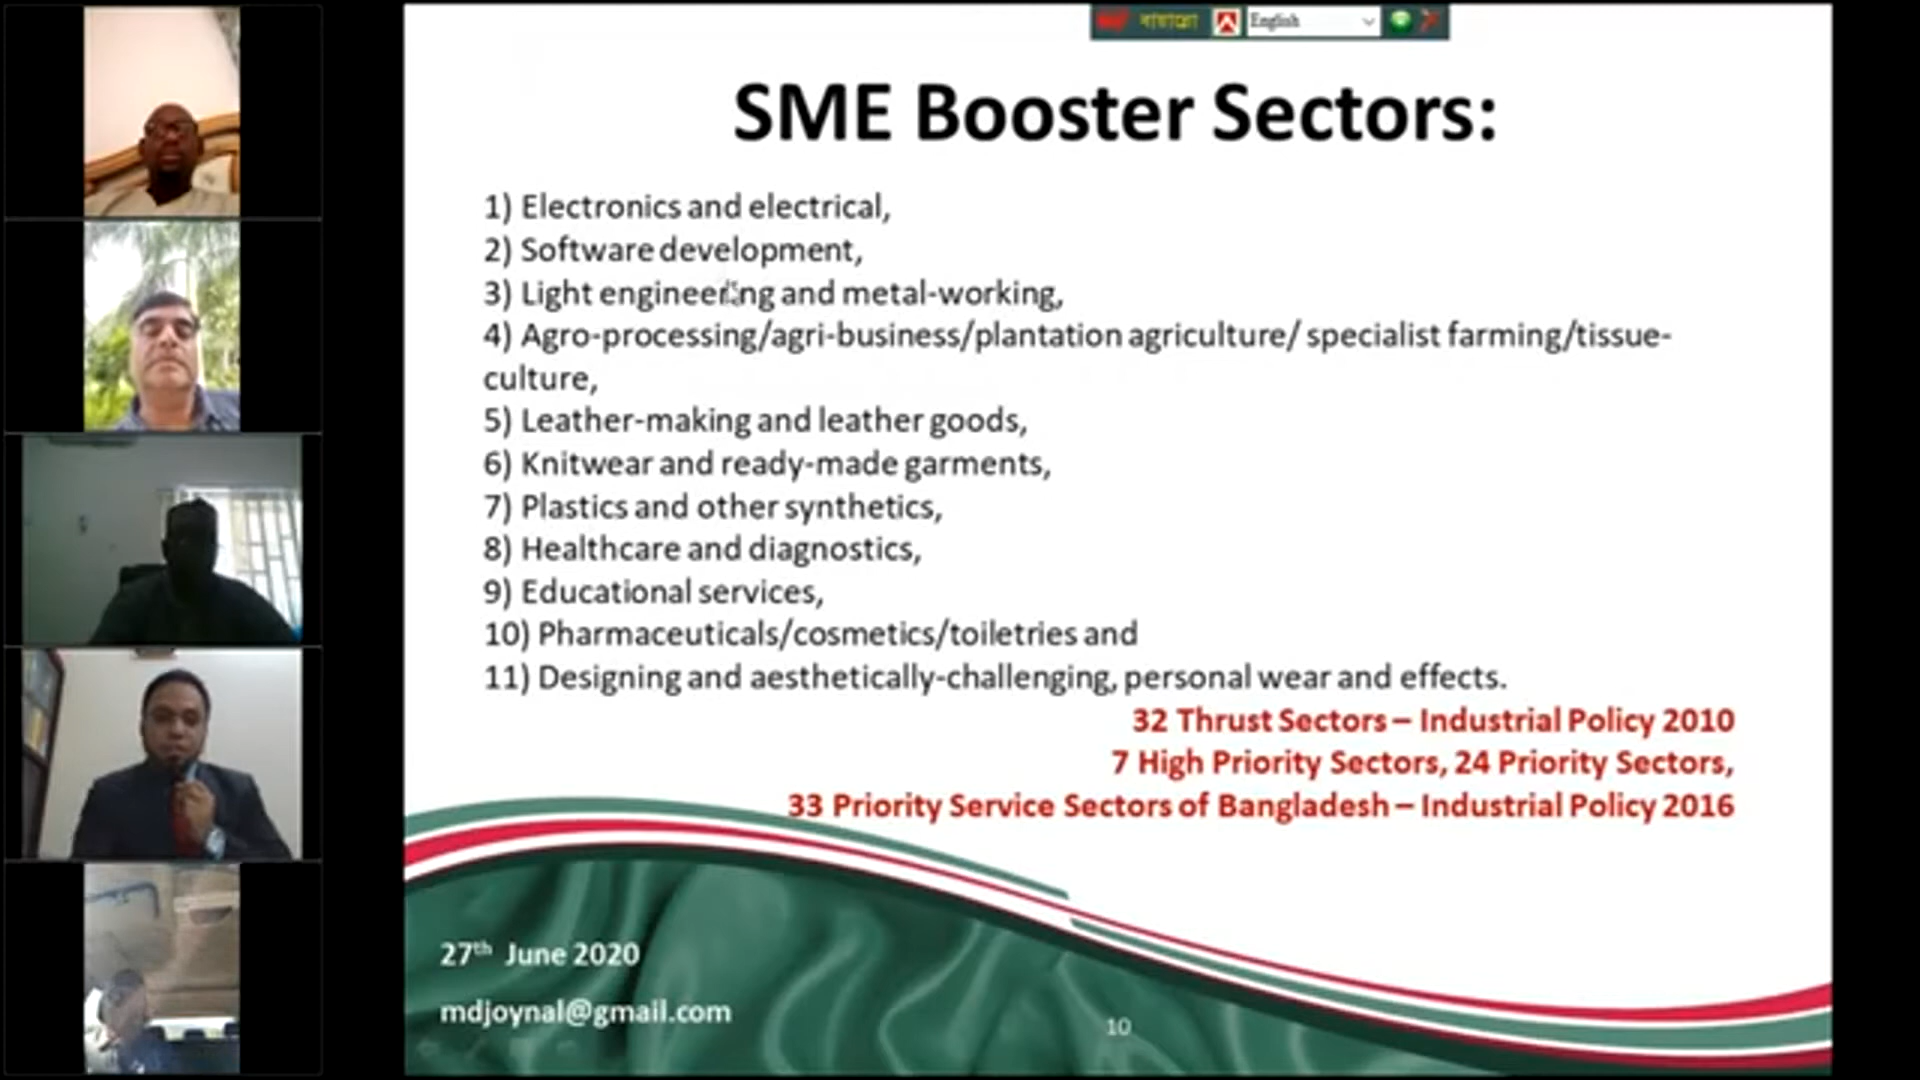 English
SME Booster Sectors:
1) Electronics and electrical,
2) Software development,
3) Light engineering and metal-working,
4) Agro-processing/agri-business/plantation agriculture/ specialist farming/tissue-
culture,
5) Leather-making and leather goods,
6) Knitwear and ready-made garments,
7) Plastics and other synthetics,
8) Healthcare and diagnostics,
9) Educational services,
10) Pharmaceuticals/cosmetics/toiletries and
11) Designing and aesthetically-challenging, personal wear and effects.
32 Thrust Sectors – Industrial Policy 2010
7 High Priority Sectors, 24 Priority Sectors,
33 Priority Service Sectors of Bangladesh – Industrial Policy 2016
27th June 2020
mdjoynal@gmail.com
10